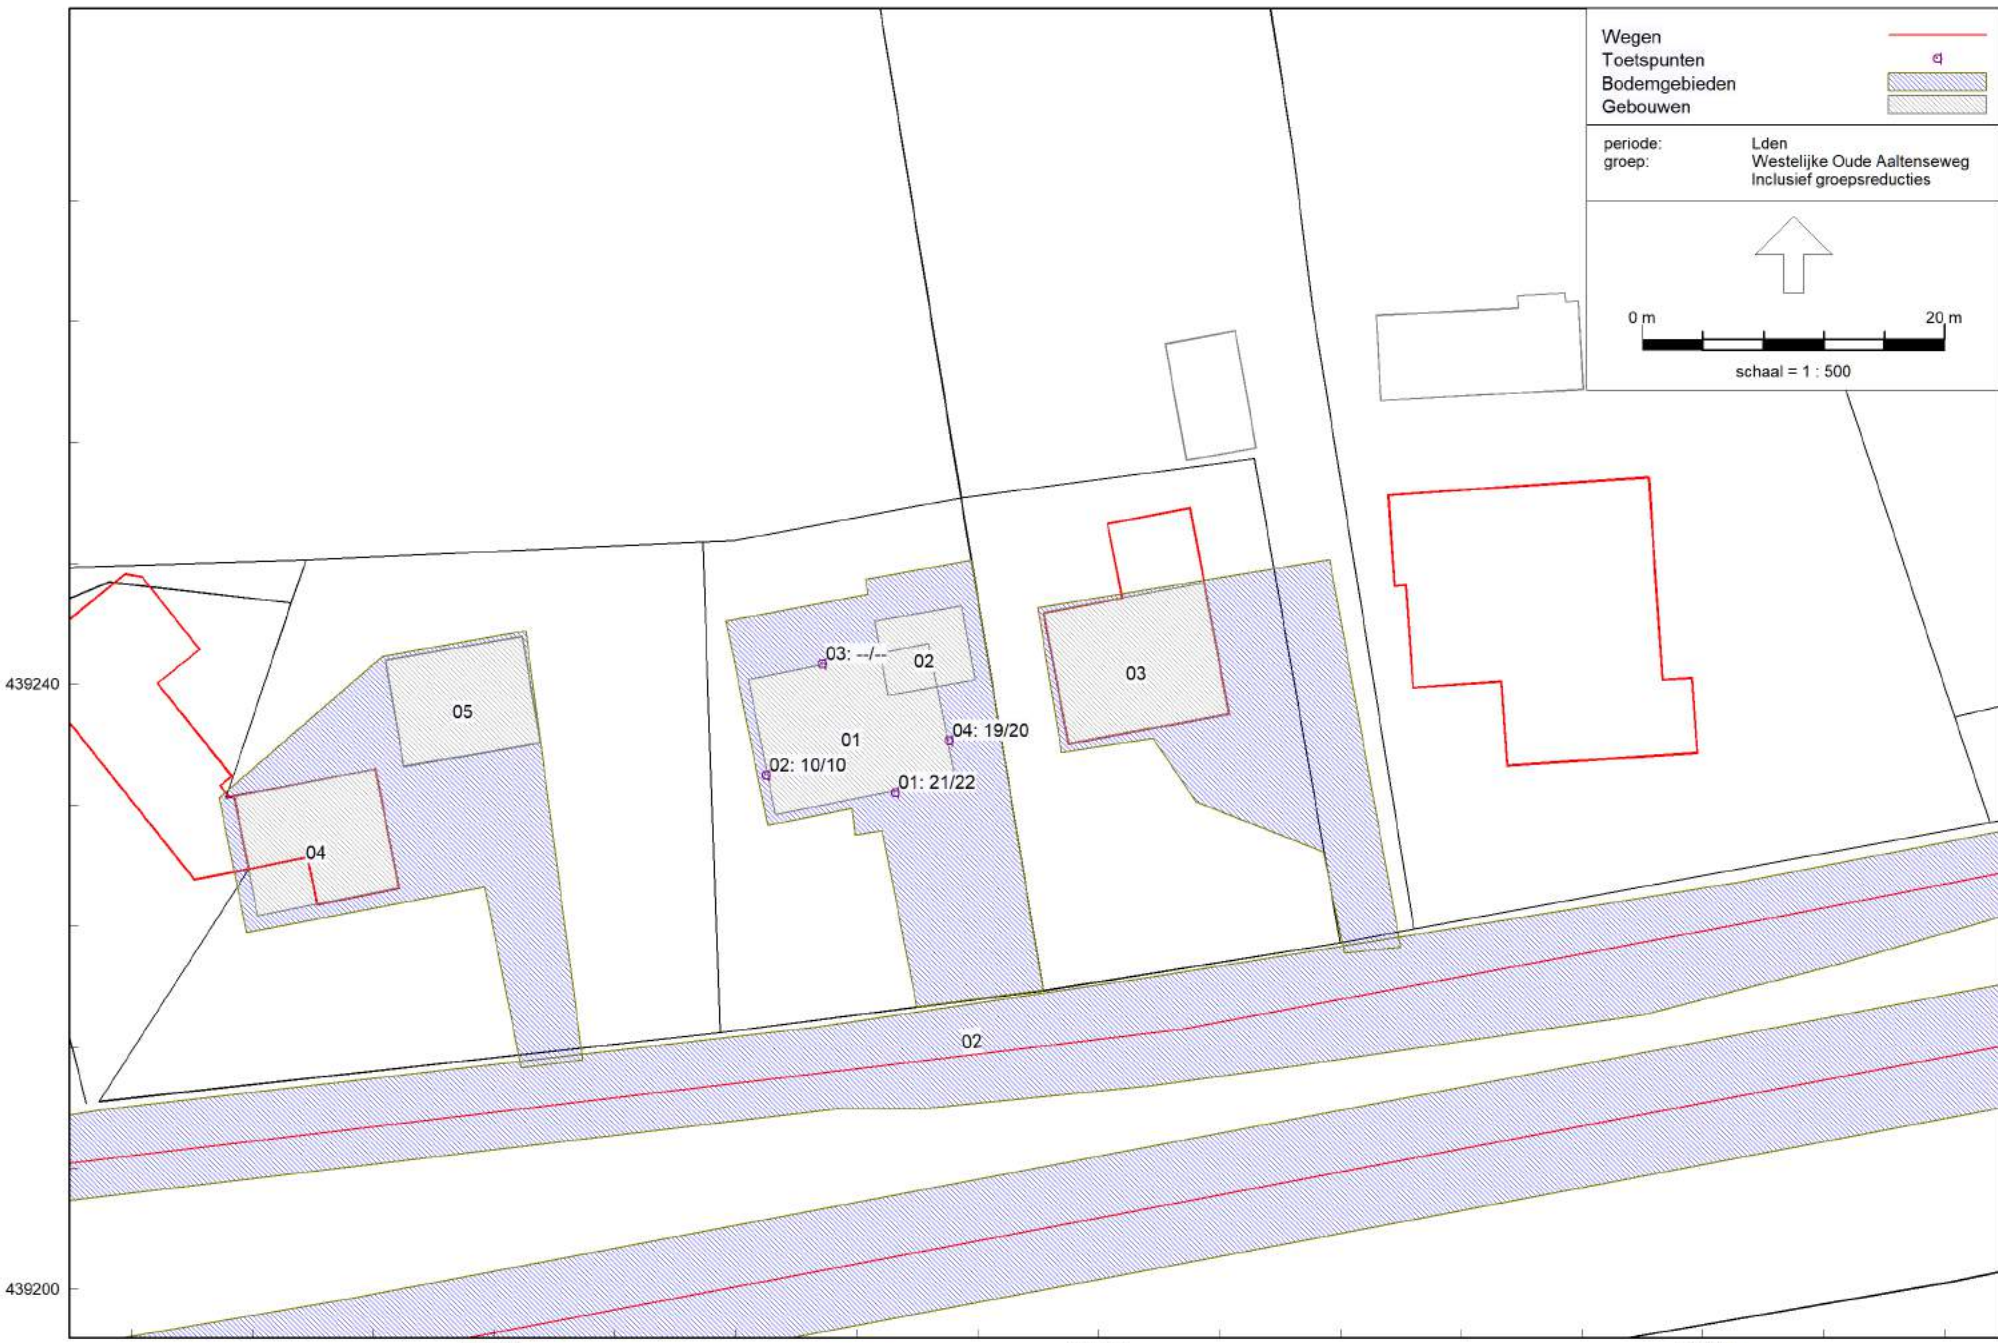 Wegen
Toetspunten
Bodemgebieden
Gebouwen
periode: Lden
groep: Westelijke Oude Aaltenseweg
Inclusief groepsreducties
0 m 20 m
schaal = 1 : 500
03: --/--
02
03
439240
05
04: 19/20
01
02: 10/10
01: 21/22
04
02
439200